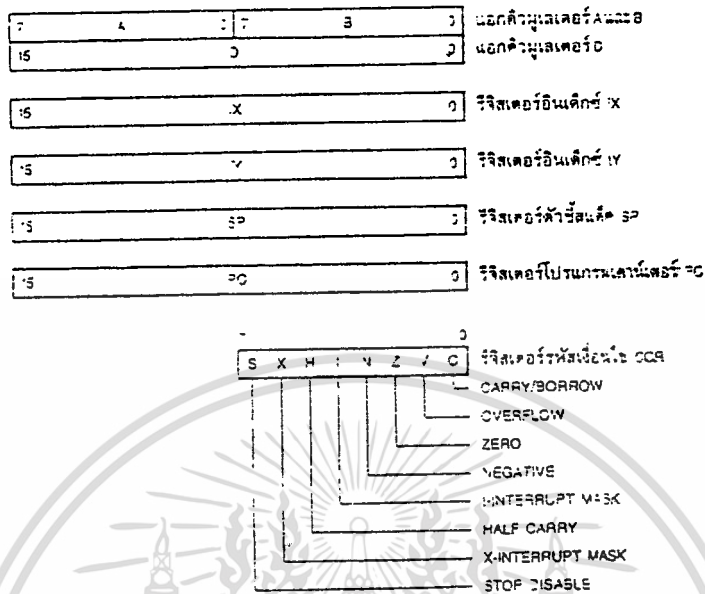 7 A 0 7 B 0 แอกคิวมูเลเตอร์ A และ B
15 D 0 แอกคิวมูเลเตอร์ D
15 IX 0 รีจิสเตอร์อินเด็กซ์ IX
15 IY 0 รีจิสเตอร์อินเด็กซ์ IY
15 SP 0 รีจิสเตอร์ตัวชี้สแต็ค SP
15 PC 0 รีจิสเตอร์โปรแกรมเคาน์เตอร์ PC
7 0
S X H I N Z V C รีจิสเตอร์รหัสเงื่อนไข CCR
CARRY/BORROW
OVERFLOW
ZERO
NEGATIVE
I-INTERRUPT MASK
HALF CARRY
X-INTERRUPT MASK
STOP DISABLE